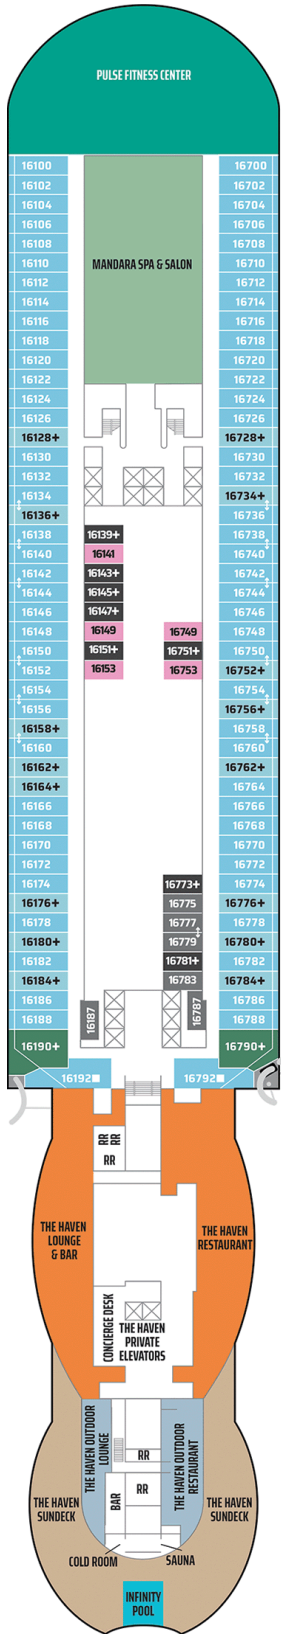 PULSE FITNESS CENTER
16100 16700
16102 16702
16104 16704
16106 16706
16108 16708
MANDARA SPA & SALON
16110 16710
16112 16712
16114 16714
16116 16716
16118 16718
16120 16720
16122 16722
16124 16724
16126 16726
16128+ 16728+
16130 16730
16132 16732
16134 16734+
16136+ 16736
16138 16139+ 16738
16140 16141 16740
16142 16143+ 16742
16144 16145+ 16744
16146 16147+ 16746
16148 16149 16749 16748
16150 16151+ 16751+ 16750
16152 16153 16753 16752+
16154 16754
16156 16756+
16158+ 16758
16160 16760
16162+ 16762+
16164+ 16764
16166 16766
16168 16768
16170 16770
16172 16772
16174 16773+ 16774
16176+ 16775 16776+
16178 16777 16778
16180+ 16779 16780+
16182 16781+ 16782
16184+ 16783 16784+
16186 16786
16187 16787
16188 16788
16190+ 16790+
16192 16792
RR RR
RR
THE HAVEN
LOUNGE
& BAR
THE HAVEN
RESTAURANT
CONCIERGE DESK
THE HAVEN
PRIVATE
ELEVATORS
THE HAVEN OUTDOOR
LOUNGE
THE HAVEN OUTDOOR
RESTAURANT
RR
RR
BAR
THE HAVEN
SUNDECK
THE HAVEN
SUNDECK
COLD ROOM
SAUNA
INFINITY
POOL